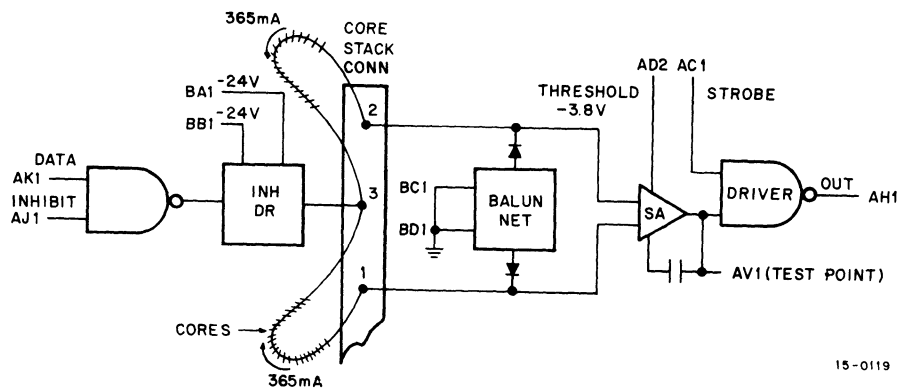 365mA
CORE
STACK
CONN
AD2 AC1
-24V
BA1
-24V
BB1
THRESHOLD
-3.8V
STROBE
2
DATA
AK1
INHIBIT
AJ1
INH
DR
3
BC1
BD1
BALUN
NET
SA
DRIVER
OUT
AH1
1
AV1(TEST POINT)
CORES
365mA
15-0119